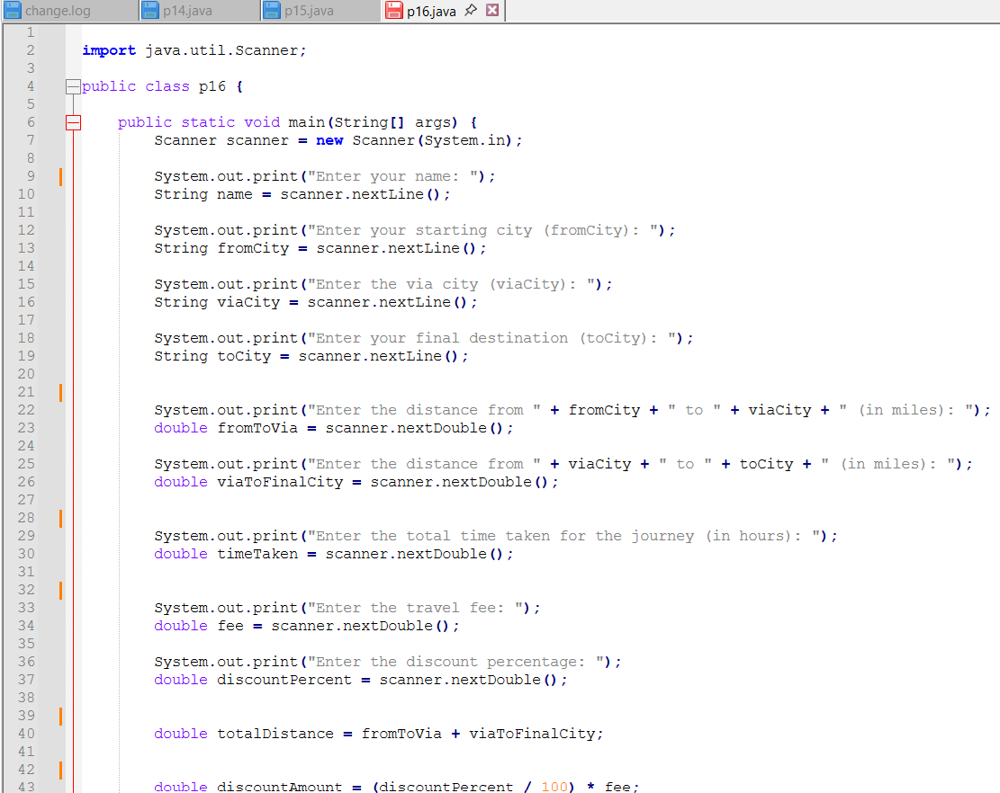 change.log p14.java p15.java p16.java
1
2 import java.util.Scanner;
3
4 public class p16 {
5
6 public static void main(String[] args) {
7 Scanner scanner = new Scanner(System.in);
8
9 System.out.print("Enter your name: ");
10 String name = scanner.nextLine();
11
12 System.out.print("Enter your starting city (fromCity): ");
13 String fromCity = scanner.nextLine();
14
15 System.out.print("Enter the via city (viaCity): ");
16 String viaCity = scanner.nextLine();
17
18 System.out.print("Enter your final destination (toCity): ");
19 String toCity = scanner.nextLine();
20
21
22 System.out.print("Enter the distance from " + fromCity + " to " + viaCity + " (in miles): ");
23 double fromToVia = scanner.nextDouble();
24
25 System.out.print("Enter the distance from " + viaCity + " to " + toCity + " (in miles): ");
26 double viaToFinalCity = scanner.nextDouble();
27
28
29 System.out.print("Enter the total time taken for the journey (in hours): ");
30 double timeTaken = scanner.nextDouble();
31
32
33 System.out.print("Enter the travel fee: ");
34 double fee = scanner.nextDouble();
35
36 System.out.print("Enter the discount percentage: ");
37 double discountPercent = scanner.nextDouble();
38
39
40 double totalDistance = fromToVia + viaToFinalCity;
41
42
43 double discountAmount = (discountPercent / 100) * fee;